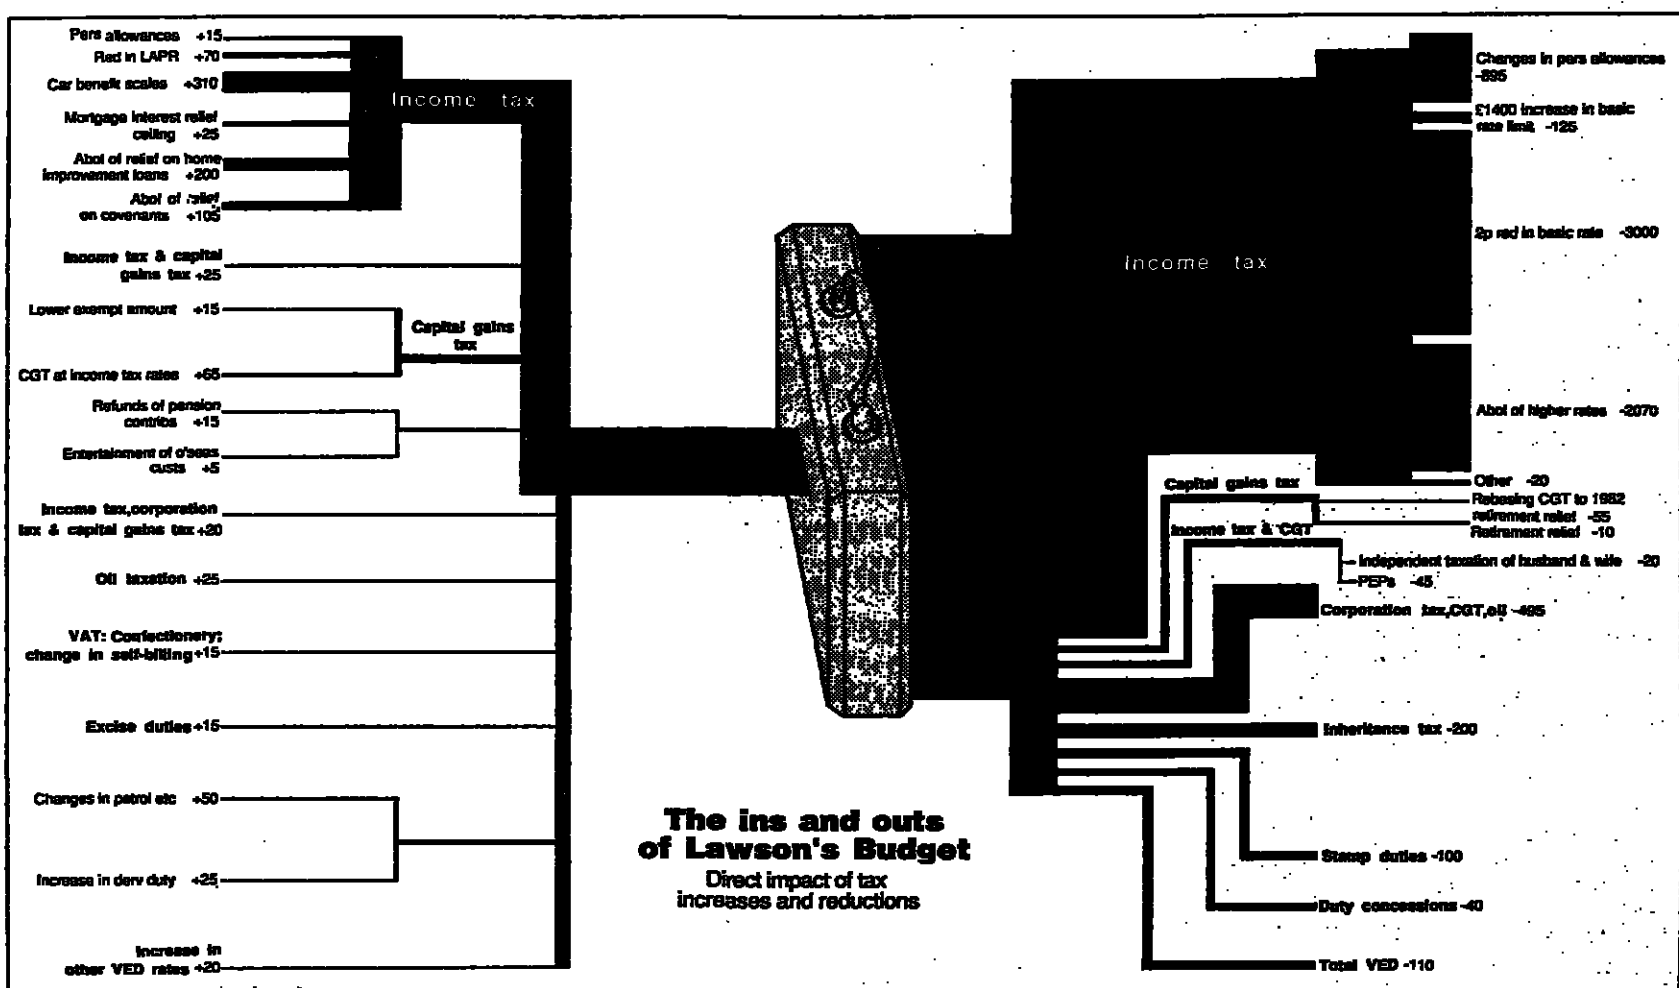 Pers allowances +15
Red in LAPR +70
Car benefit scales +310
Mortgage interest relief
ceiling +25
Abol of relief on home
improvement loans +200
Abol of relief
on covenants +105
Income tax
Income tax & capital
gains tax +25
Lower exempt amount +15
CGT at income tax rates +65
Capital gains
tax
Refunds of pension
contribs +15
Entertainment of o'seas
custs +5
Income tax,corporation
tax & capital gains tax +20
Oil taxation +25
VAT: Confectionery;
change in self-billing +15
Excise duties +15
Changes in petrol etc +50
Increase in derv duty +25
Increase in
other VED rates +20
The ins and outs
of Lawson's Budget
Direct impact of tax
increases and reductions
Income tax
Changes in pers allowances
-895
£1400 increase in basic
rate limit -125
2p red in basic rate -3000
Abol of higher rates -2070
Other -20
Capital gains tax
Rebasing CGT to 1982
retirement relief -55
Retirement relief -10
Income tax & CGT
Independent taxation of husband & wife -20
PEPs -45
Corporation tax,CGT,oil -495
Inheritance tax -200
Stamp duties -100
Duty concessions -40
Total VED -110